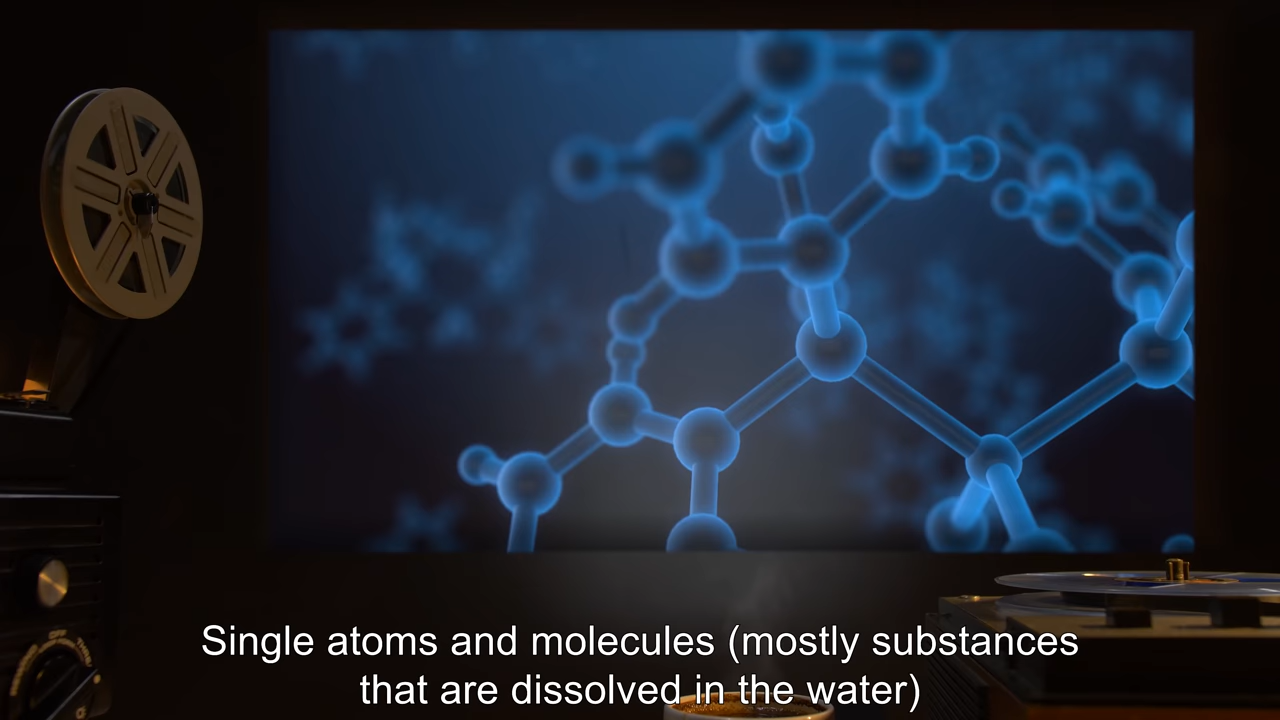 Single atoms and molecules (mostly substances
that are dissolved in the water)